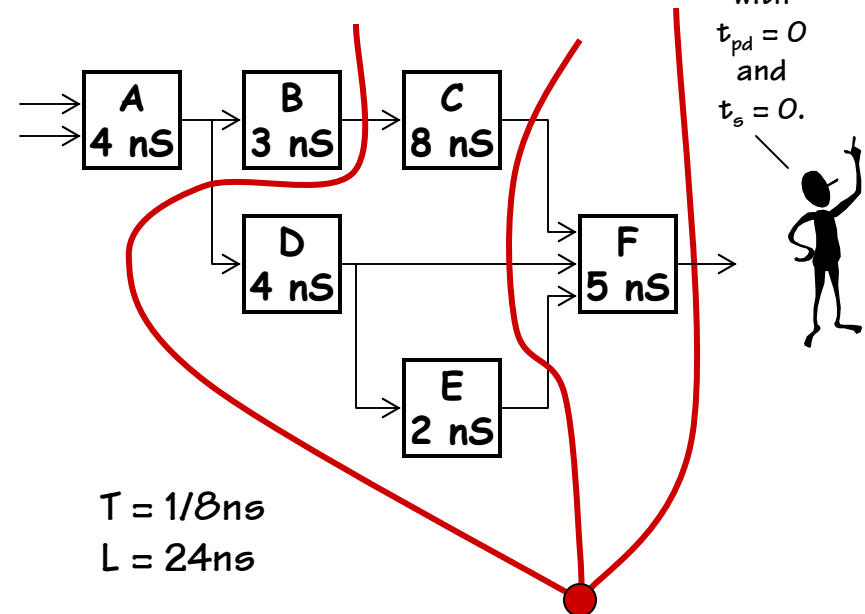 t_pd = 0
and
t_s = 0.
A
4 nS
B
3 nS
C
8 nS
D
4 nS
F
5 nS
E
2 nS
T = 1/8ns
L = 24ns